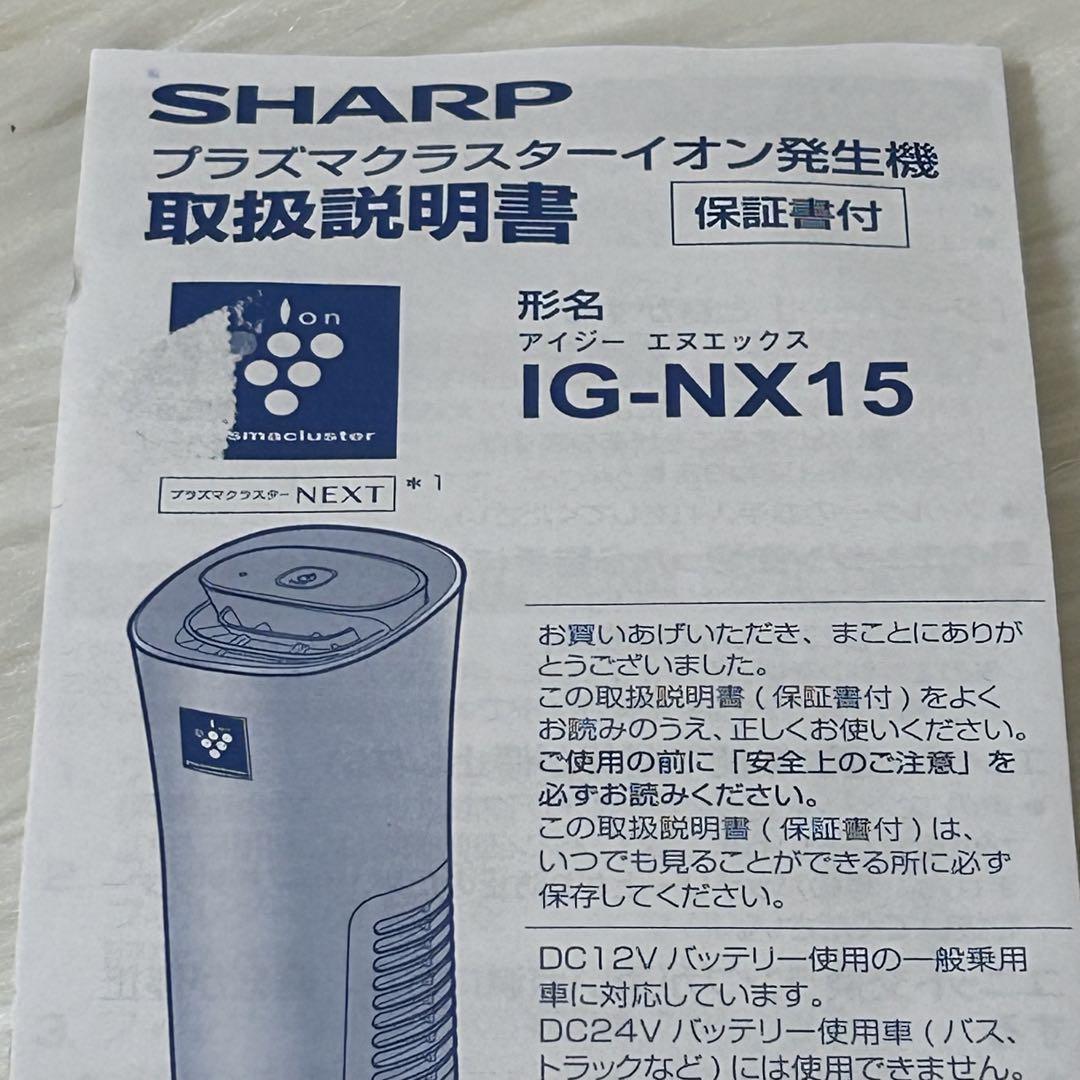 SHARP
プラズマクラスターイオン発生機
取扱説明書
保証書付
Ion
smacluster
プラズマクラスター NEXT *1
形名
アイジー エヌエックス
IG-NX15
お買いあげいただき、まことにありが
とうございました。
この取扱説明書(保証書付)をよく
お読みのうえ、正しくお使いください。
ご使用の前に「安全上のご注意」を
必ずお読みください。
この取扱説明書(保証書付)は、
いつでも見ることができる所に必ず
保存してください。
DC12Vバッテリー使用の一般乗用
車に対応しています。
DC24Vバッテリー使用車(バス、
トラックなど)には使用できません。